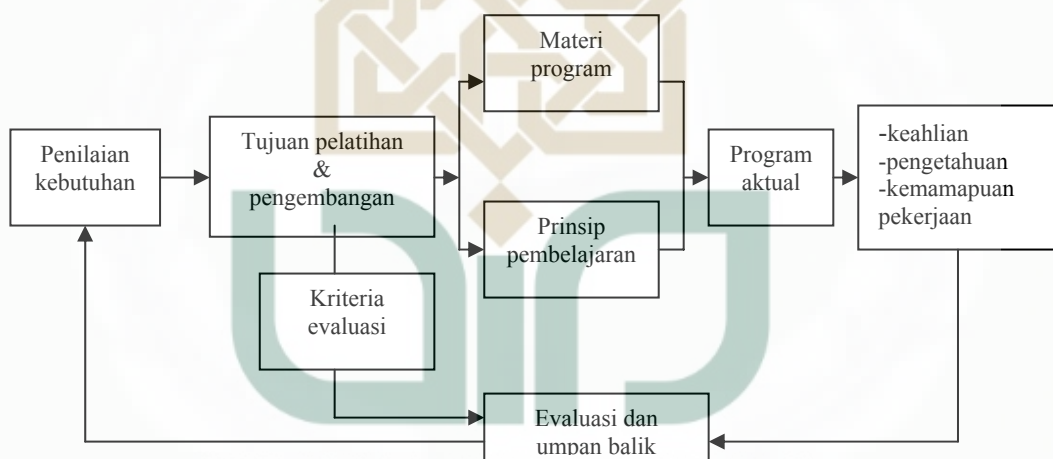 Materi
program
Penilaian
kebutuhan
Tujuan pelatihan
&
pengembangan
Program
aktual
-keahlian
-pengetahuan
-kemamapuan
pekerjaan
Prinsip
pembelajaran
Kriteria
evaluasi
Evaluasi dan
umpan balik